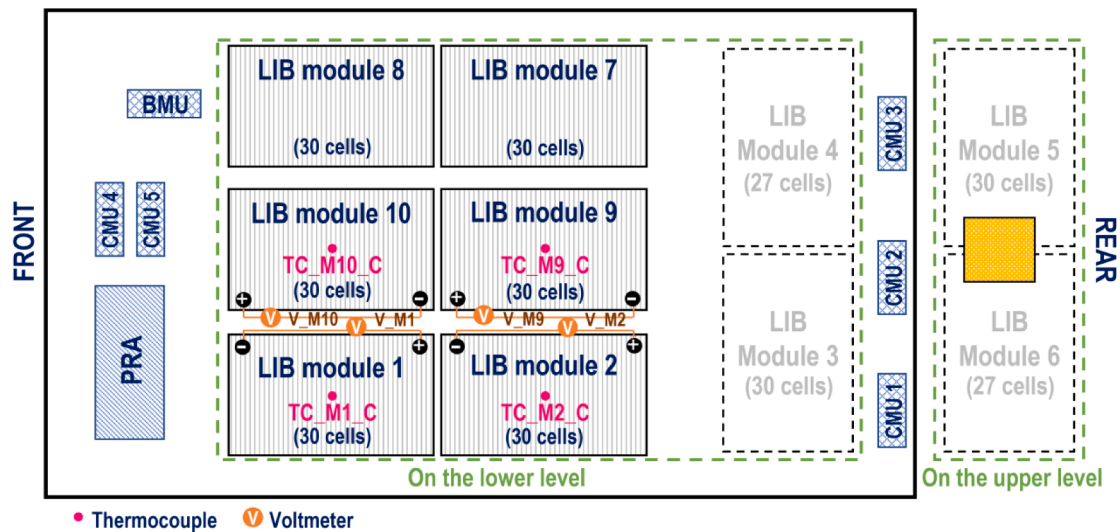 FRONT
BMU
CMU 4
CMU 5
PRA
LIB module 8
(30 cells)
LIB module 7
(30 cells)
LIB module 10
TC_M10_C
(30 cells)
LIB module 9
TC_M9_C
(30 cells)
+
−
+
−
V
V_M10
V
V_M1
V
V_M9
V
V_M2
−
+
−
+
LIB module 1
TC_M1_C
(30 cells)
LIB module 2
TC_M2_C
(30 cells)
LIB
Module 4
(27 cells)
LIB
Module 3
(30 cells)
CMU 3
CMU 2
CMU 1
LIB
Module 5
(30 cells)
LIB
Module 6
(27 cells)
REAR
On the lower level
On the upper level
Thermocouple
V Voltmeter